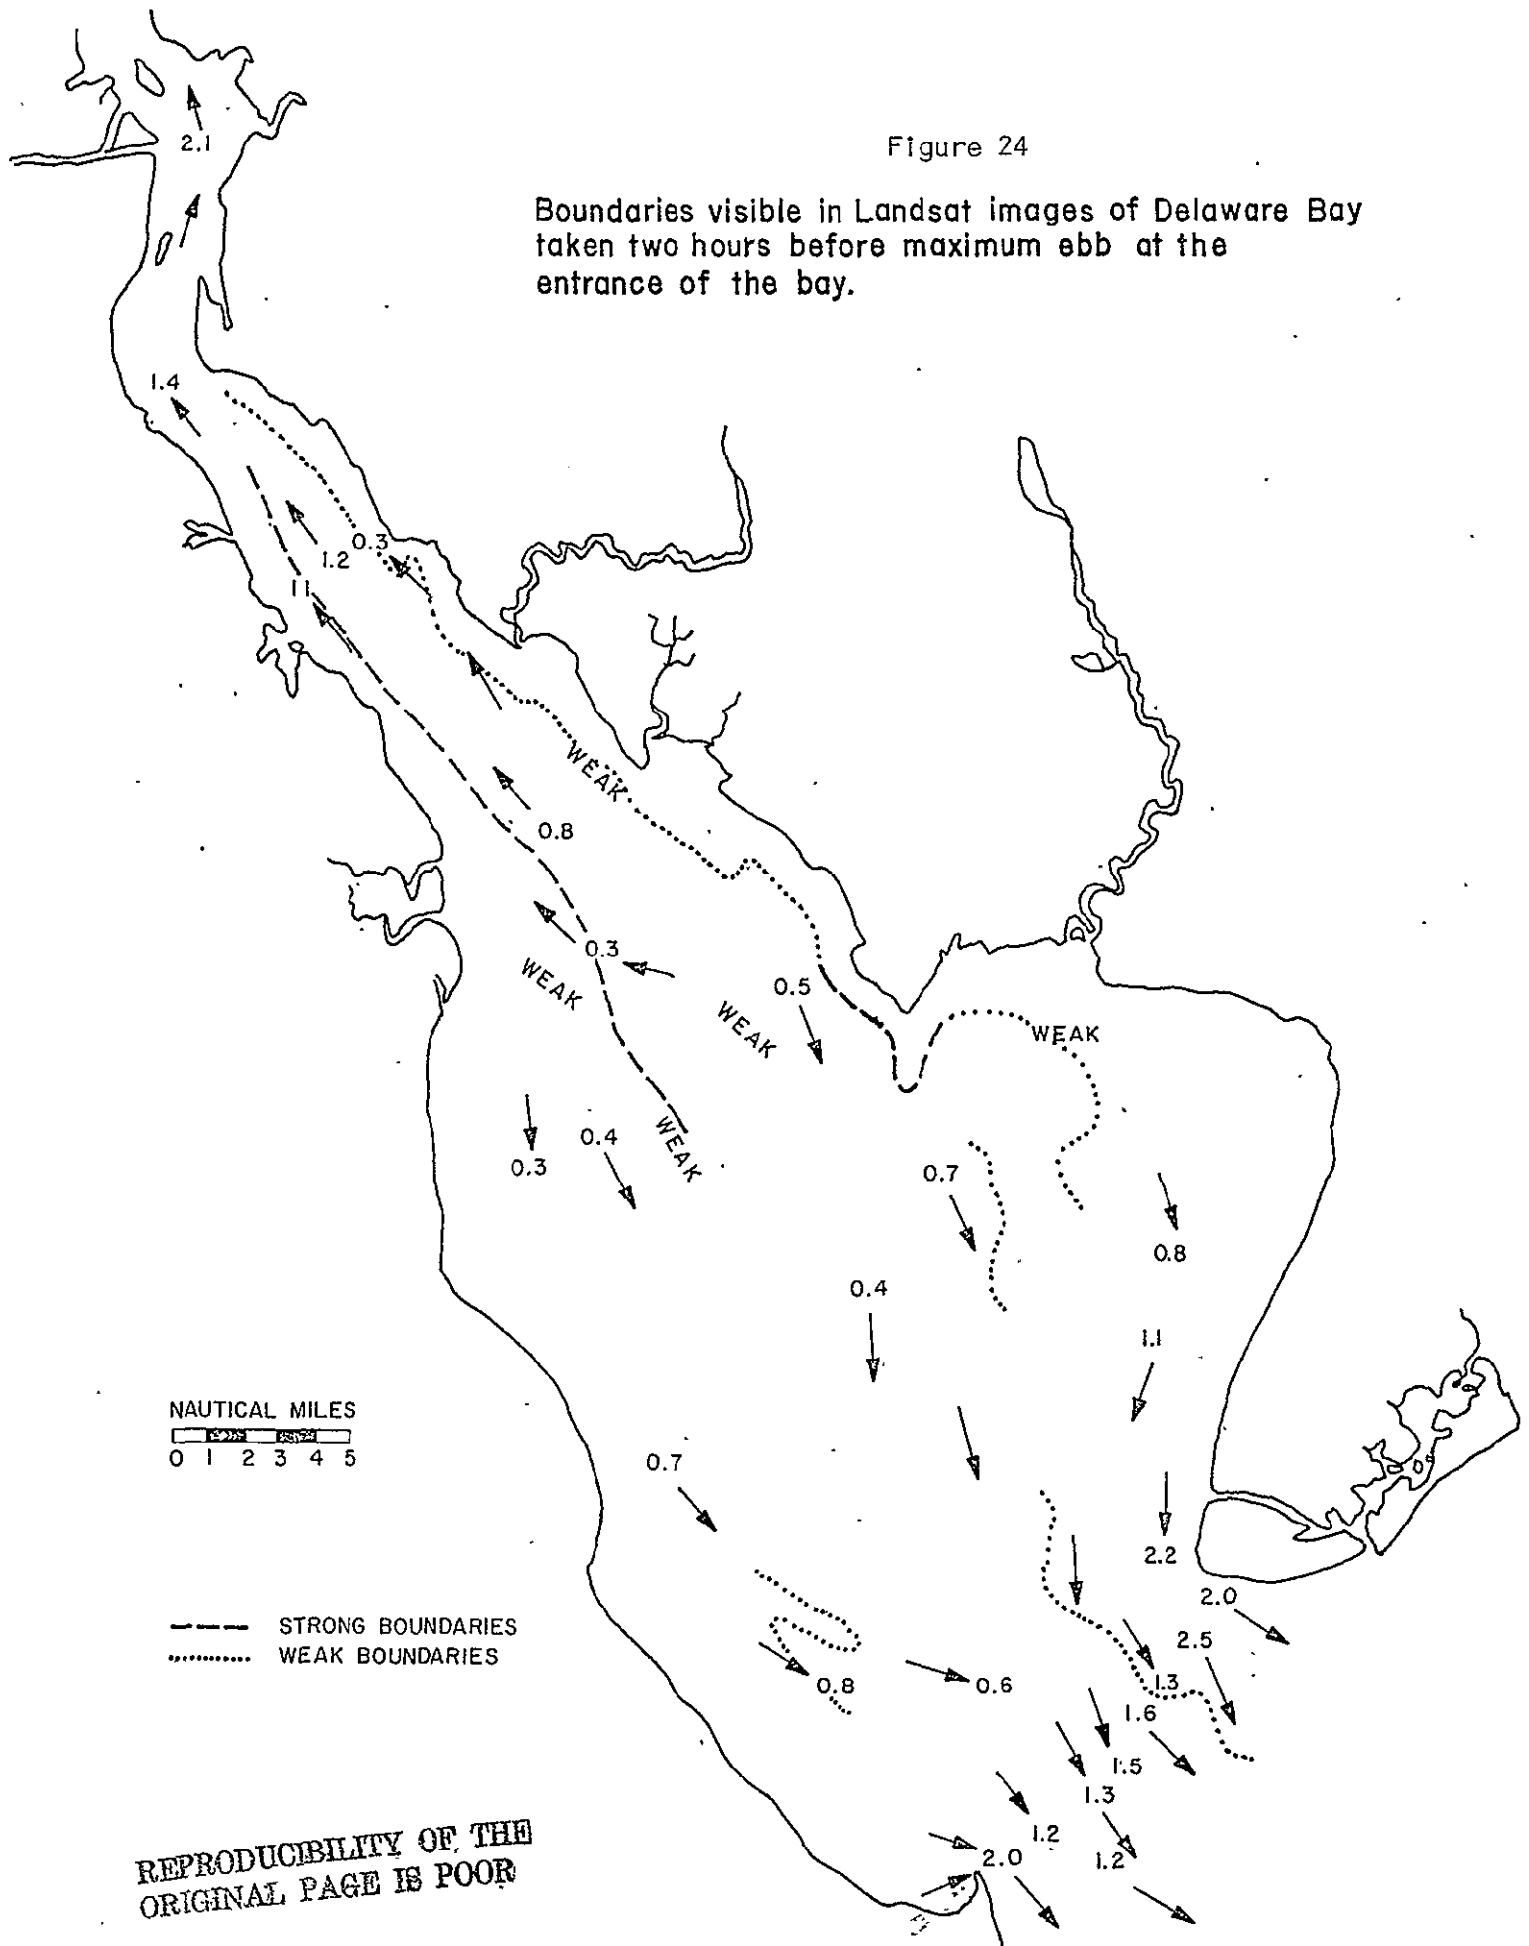 2.1
Figure 24
Boundaries visible in Landsat images of Delaware Bay
taken two hours before maximum ebb at the
entrance of the bay.
1.4
0.3
1.2
1.1
WEAK
0.8
0.3
WEAK
0.5
WEAK
WEAK
0.4
0.3
WEAK
0.7
0.8
0.4
1.1
NAUTICAL MILES
0 1 2 3 4 5
0.7
2.2
2.0
STRONG BOUNDARIES
WEAK BOUNDARIES
2.5
1.3
0.8
0.6
1.6
1.5
1.3
1.2
2.0
1.2
REPRODUCIBILITY OF THE
ORIGINAL PAGE IS POOR